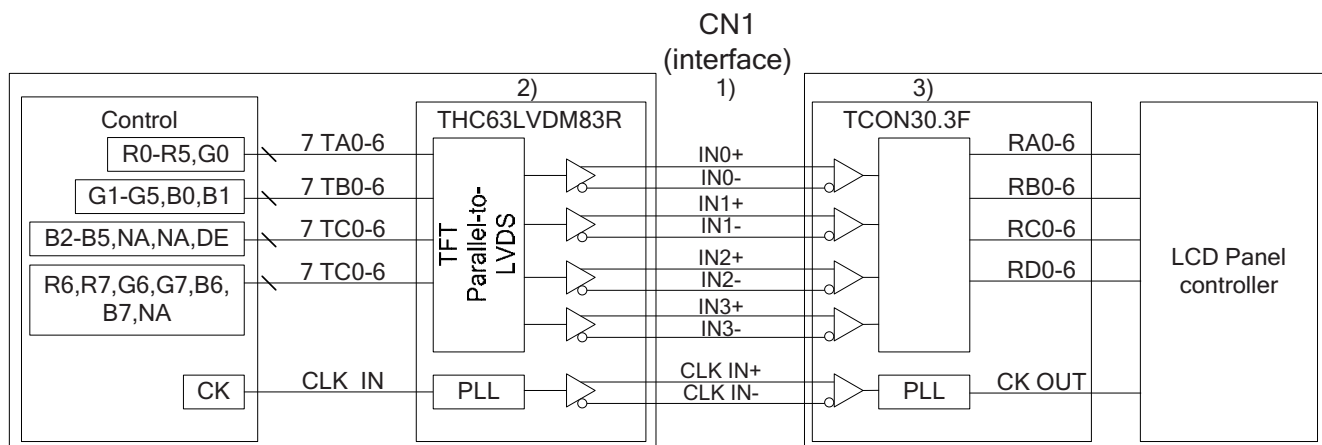 CN1
(interface)
1)
2)
3)
Control
R0-R5,G0
G1-G5,B0,B1
B2-B5,NA,NA,DE
R6,R7,G6,G7,B6,
B7,NA
CK
7 TA0-6
7 TB0-6
7 TC0-6
7 TC0-6
CLK IN
THC63LVDM83R
TFT
Parallel-to-
LVDS
PLL
IN0+
IN0-
IN1+
IN1-
IN2+
IN2-
IN3+
IN3-
CLK IN+
CLK IN-
TCON30.3F
PLL
RA0-6
RB0-6
RC0-6
RD0-6
CK OUT
LCD Panel
controller